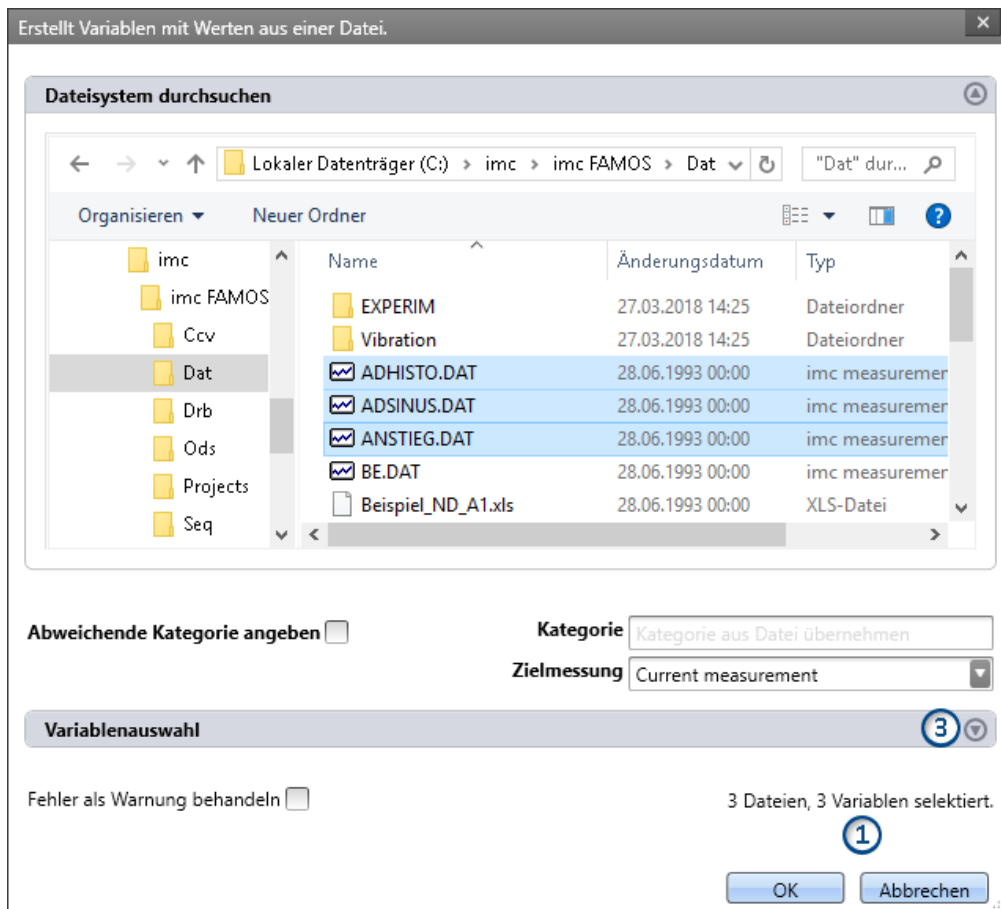 Erstellt Variablen mit Werten aus einer Datei.
Dateisystem durchsuchen
Lokaler Datenträger (C:) > imc > imc FAMOS > Dat
"Dat" dur...
Organisieren
Neuer Ordner
?
imc
imc FAMOS
Ccv
Dat
Drb
Ods
Projects
Seq
Name Änderungsdatum Typ
EXPERIM 27.03.2018 14:25 Dateiordner
Vibration 27.03.2018 14:25 Dateiordner
ADHISTO.DAT 28.06.1993 00:00 imc measuremer
ADSINUS.DAT 28.06.1993 00:00 imc measuremer
ANSTIEG.DAT 28.06.1993 00:00 imc measuremer
BE.DAT 28.06.1993 00:00 imc measuremer
Beispiel_ND_A1.xls 28.06.1993 00:00 XLS-Datei
Abweichende Kategorie angeben
Kategorie Kategorie aus Datei übernehmen
Zielmessung Current measurement
Variablenauswahl
3
Fehler als Warnung behandeln
3 Dateien, 3 Variablen selektiert.
1
OK
Abbrechen